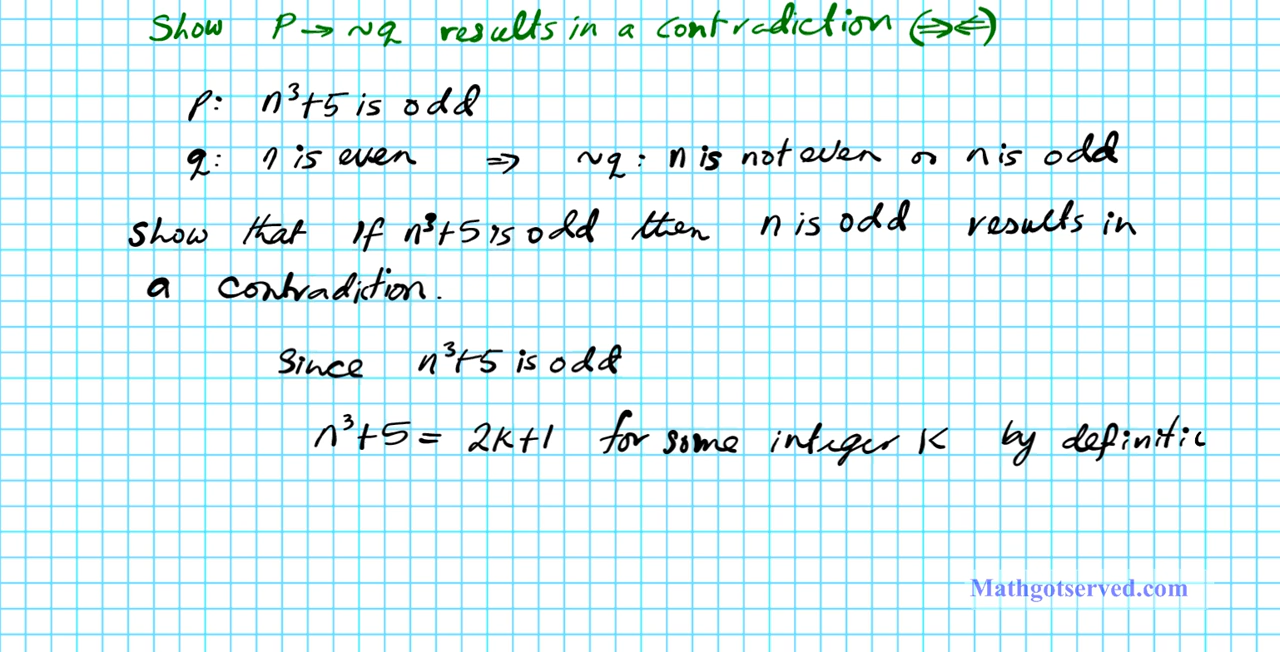 Show P → ~q results in a contradiction (⇒⇐)
p: n³+5 is odd
q: n is even ⇒ ~q: n is not even or n is odd
Show that if n³+5 is odd then n is odd results in
a contradiction.
Since n³+5 is odd
n³+5 = 2k+1 for some integer K by definitic
Mathgotserved.com